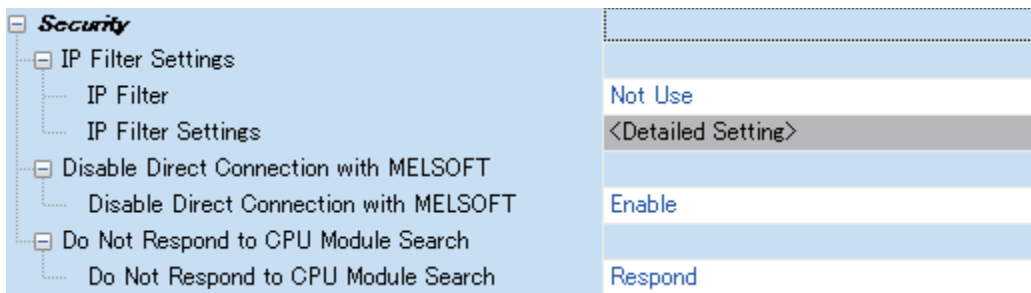 Security
IP Filter Settings
IP Filter Not Use
IP Filter Settings <Detailed Setting>
Disable Direct Connection with MELSOFT
Disable Direct Connection with MELSOFT Enable
Do Not Respond to CPU Module Search
Do Not Respond to CPU Module Search Respond